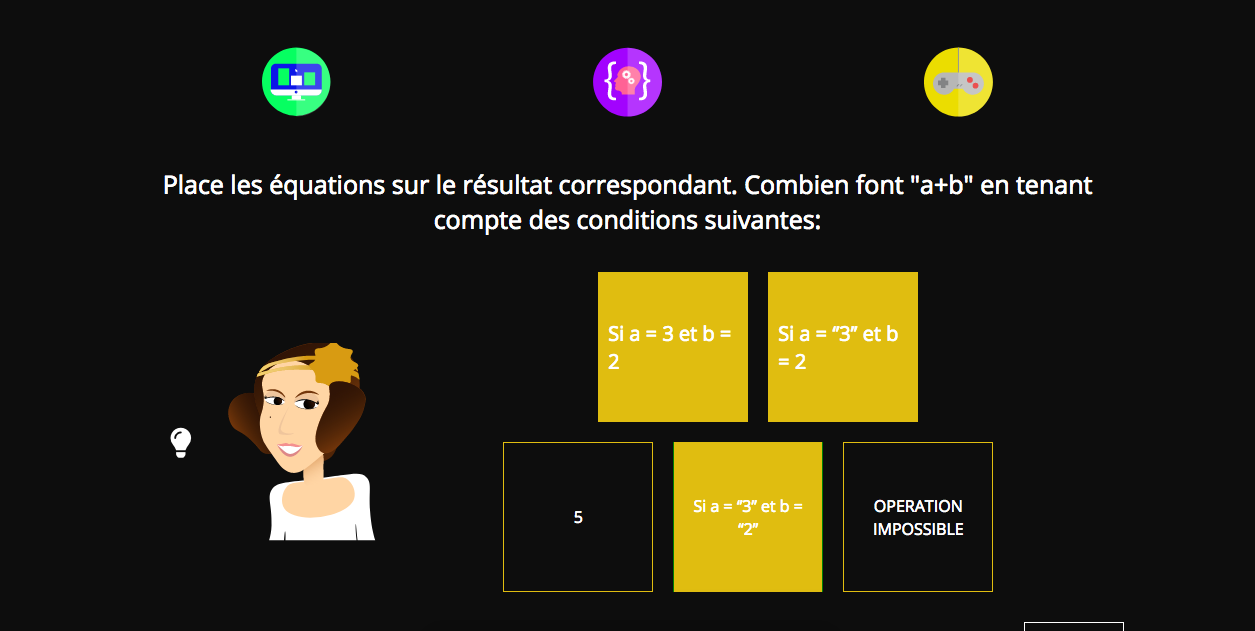 Place les équations sur le résultat correspondant. Combien font "a+b" en tenant
compte des conditions suivantes:
Si a = 3 et b =
2
Si a = “3” et b
= 2
5
Si a = “3” et b =
“2”
OPERATION
IMPOSSIBLE